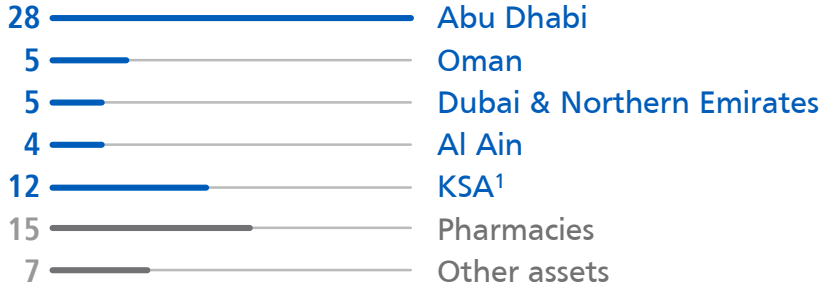 28 Abu Dhabi
5 Oman
5 Dubai & Northern Emirates
4 Al Ain
12 KSA¹
15 Pharmacies
7 Other assets